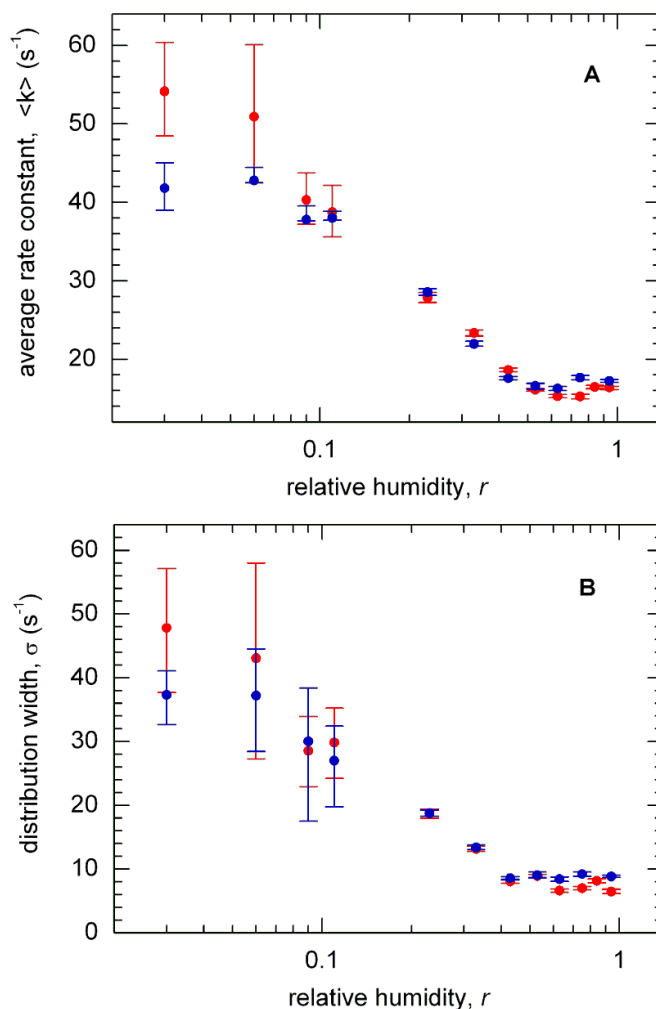 60
50
40
30
20
average rate constant, <k> (s⁻¹)
A
0.1
1
relative humidity, r
60
50
40
30
20
10
0
distribution width, σ (s⁻¹)
B
0.1
1
relative humidity, r